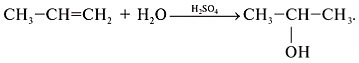 CH₃−CH=CH₂ + H₂O —H₂SO₄→ CH₃−CH−CH₃.
|
OH